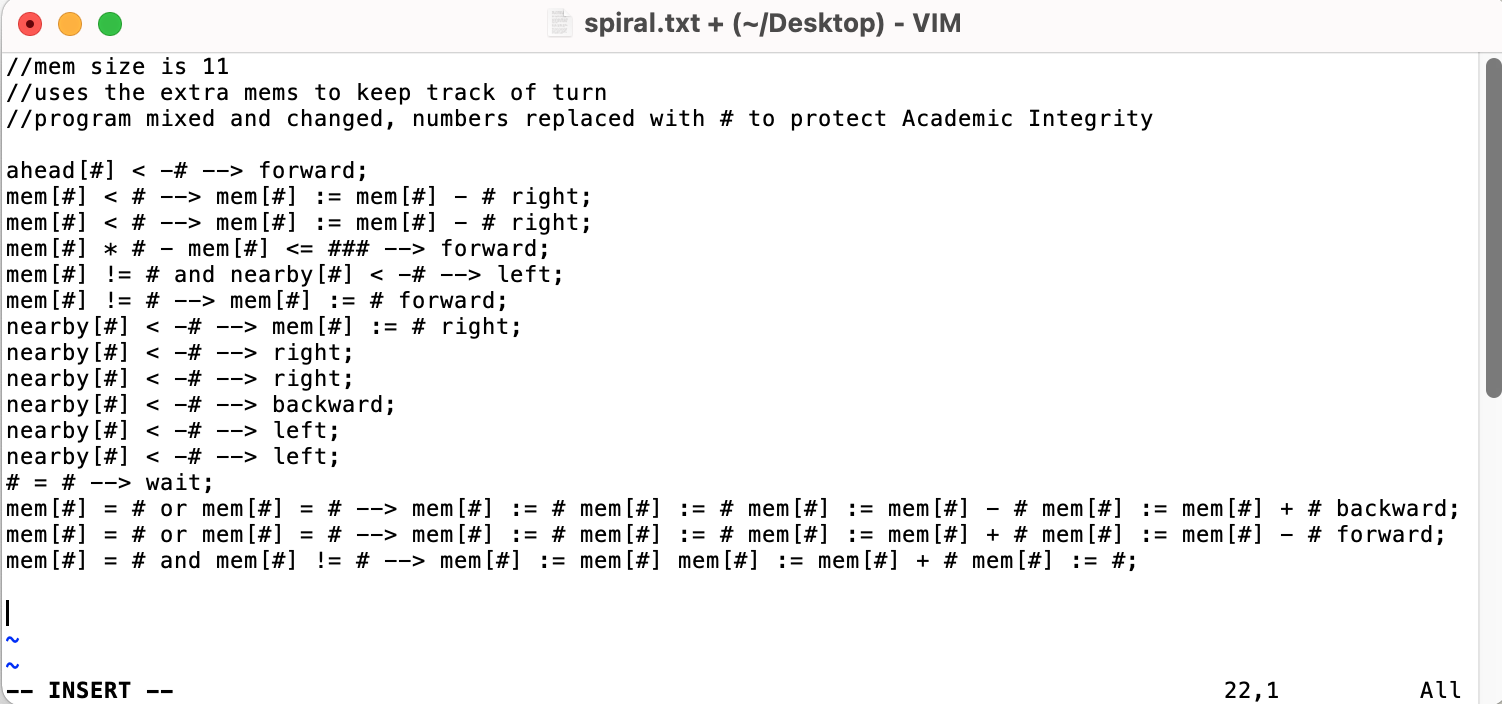 spiral.txt + (~/Desktop) - VIM
//mem size is 11
//uses the extra mems to keep track of turn
//program mixed and changed, numbers replaced with # to protect Academic Integrity
ahead[#] < -# --> forward;
mem[#] < # --> mem[#] := mem[#] - # right;
mem[#] < # --> mem[#] := mem[#] - # right;
mem[#] * # - mem[#] <= ### --> forward;
mem[#] != # and nearby[#] < -# --> left;
mem[#] != # --> mem[#] := # forward;
nearby[#] < -# --> mem[#] := # right;
nearby[#] < -# --> right;
nearby[#] < -# --> right;
nearby[#] < -# --> backward;
nearby[#] < -# --> left;
nearby[#] < -# --> left;
# = # --> wait;
mem[#] = # or mem[#] = # --> mem[#] := # mem[#] := # mem[#] := mem[#] - # mem[#] := mem[#] + # backward;
mem[#] = # or mem[#] = # --> mem[#] := # mem[#] := # mem[#] := mem[#] + # mem[#] := mem[#] - # forward;
mem[#] = # and mem[#] != # --> mem[#] := mem[#] mem[#] := mem[#] + # mem[#] := #;
~
~
-- INSERT -- 22,1 All